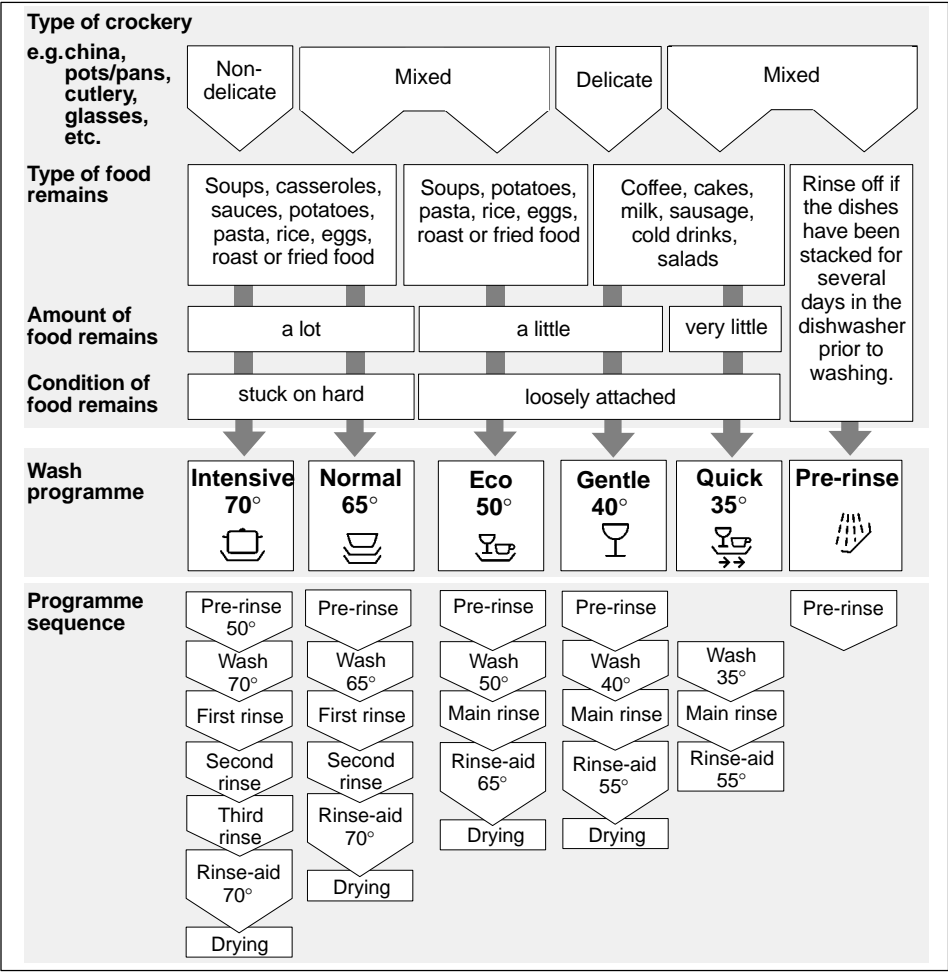 Type of crockery
e.g. china,
pots/pans,
cutlery,
glasses,
etc.
Non-
delicate
Mixed
Delicate
Mixed
Type of food
remains
Soups, casseroles,
sauces, potatoes,
pasta, rice, eggs,
roast or fried food
Soups, potatoes,
pasta, rice, eggs,
roast or fried food
Coffee, cakes,
milk, sausage,
cold drinks,
salads
Rinse off if
the dishes
have been
stacked for
several
days in the
dishwasher
prior to
washing.
Amount of
food remains
a lot
a little
very little
Condition of
food remains
stuck on hard
loosely attached
Wash
programme
Intensive
70°
Normal
65°
Eco
50°
Gentle
40°
Quick
35°
Pre-rinse
Programme
sequence
Pre-rinse
50°
Wash
70°
First rinse
Second
rinse
Third
rinse
Rinse-aid
70°
Drying
Pre-rinse
Wash
65°
First rinse
Second
rinse
Rinse-aid
70°
Drying
Pre-rinse
Wash
50°
Main rinse
Rinse-aid
65°
Drying
Pre-rinse
Wash
40°
Main rinse
Rinse-aid
55°
Drying
Wash
35°
Main rinse
Rinse-aid
55°
Pre-rinse